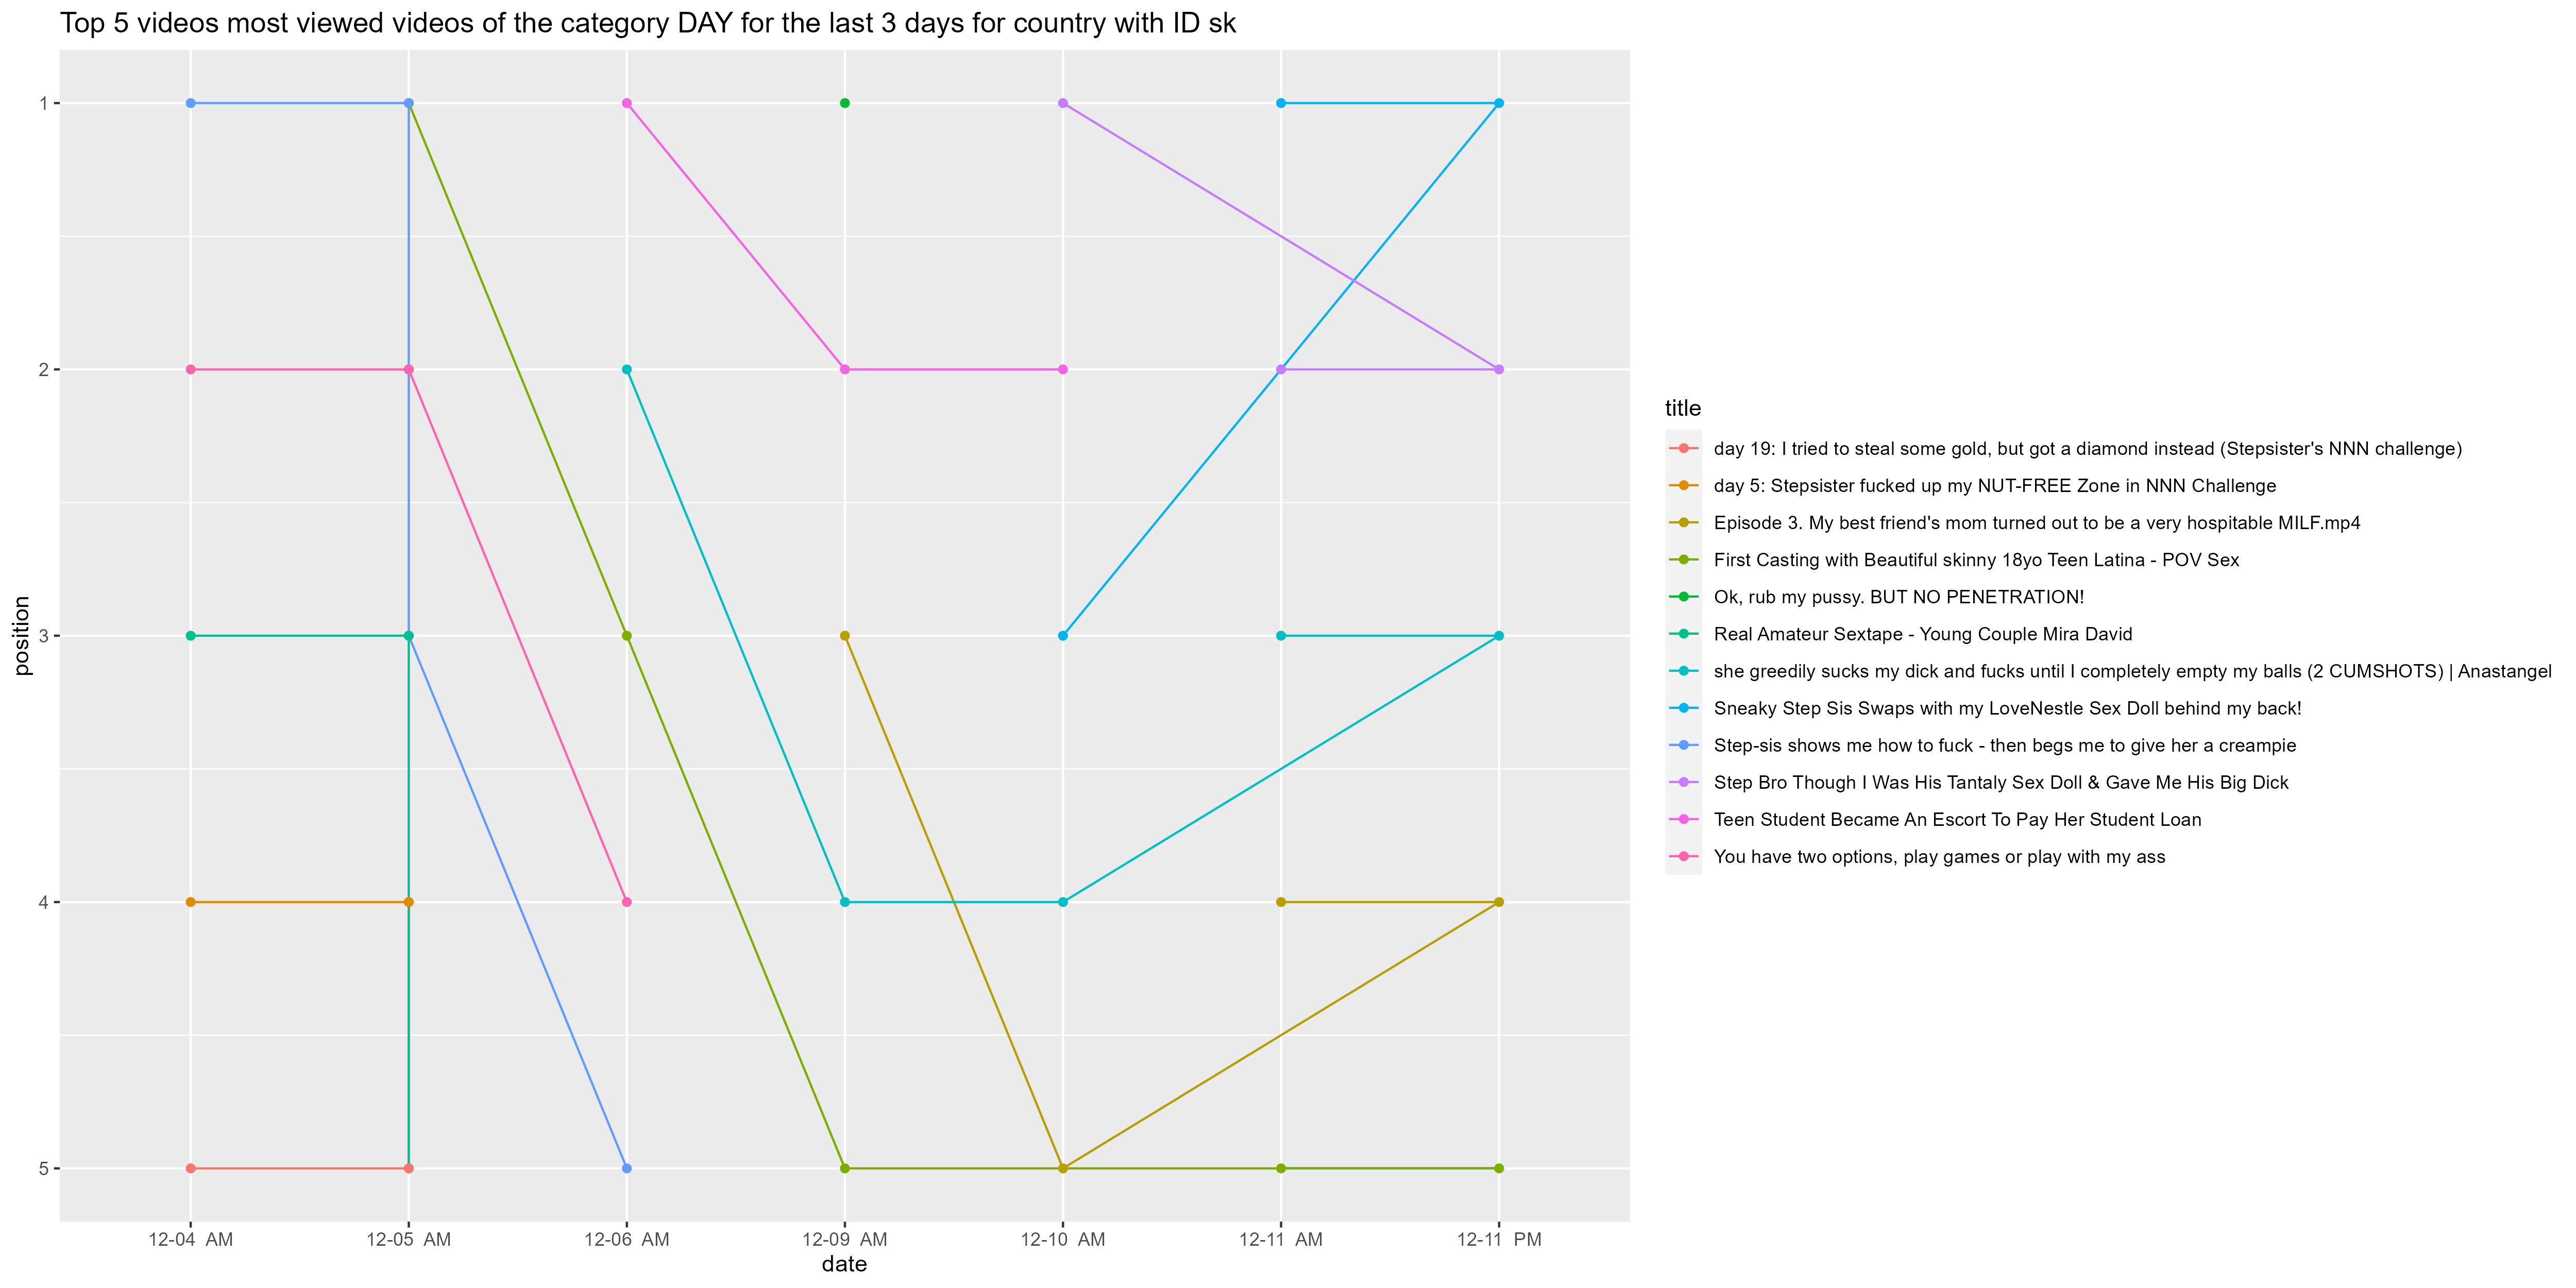 Top 5 videos most viewed videos of the category DAY for the last 3 days for country with ID sk
position
1
2
3
4
5
12-04 AM
12-05 AM
12-06 AM
12-09 AM
12-10 AM
12-11 AM
12-11 PM
date
title
day 19: I tried to steal some gold, but got a diamond instead (Stepsister's NNN challenge)
day 5: Stepsister fucked up my NUT-FREE Zone in NNN Challenge
Episode 3. My best friend's mom turned out to be a very hospitable MILF.mp4
First Casting with Beautiful skinny 18yo Teen Latina - POV Sex
Ok, rub my pussy. BUT NO PENETRATION!
Real Amateur Sextape - Young Couple Mira David
she greedily sucks my dick and fucks until I completely empty my balls (2 CUMSHOTS) | Anastangel
Sneaky Step Sis Swaps with my LoveNestle Sex Doll behind my back!
Step-sis shows me how to fuck - then begs me to give her a creampie
Step Bro Though I Was His Tantaly Sex Doll & Gave Me His Big Dick
Teen Student Became An Escort To Pay Her Student Loan
You have two options, play games or play with my ass